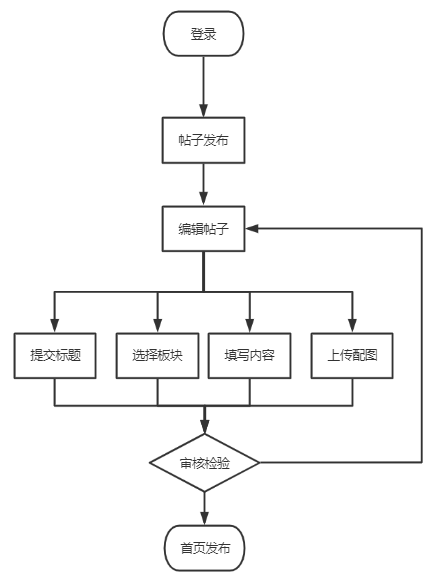 登录
帖子发布
编辑帖子
提交标题
选择板块
填写内容
上传配图
审核检验
首页发布